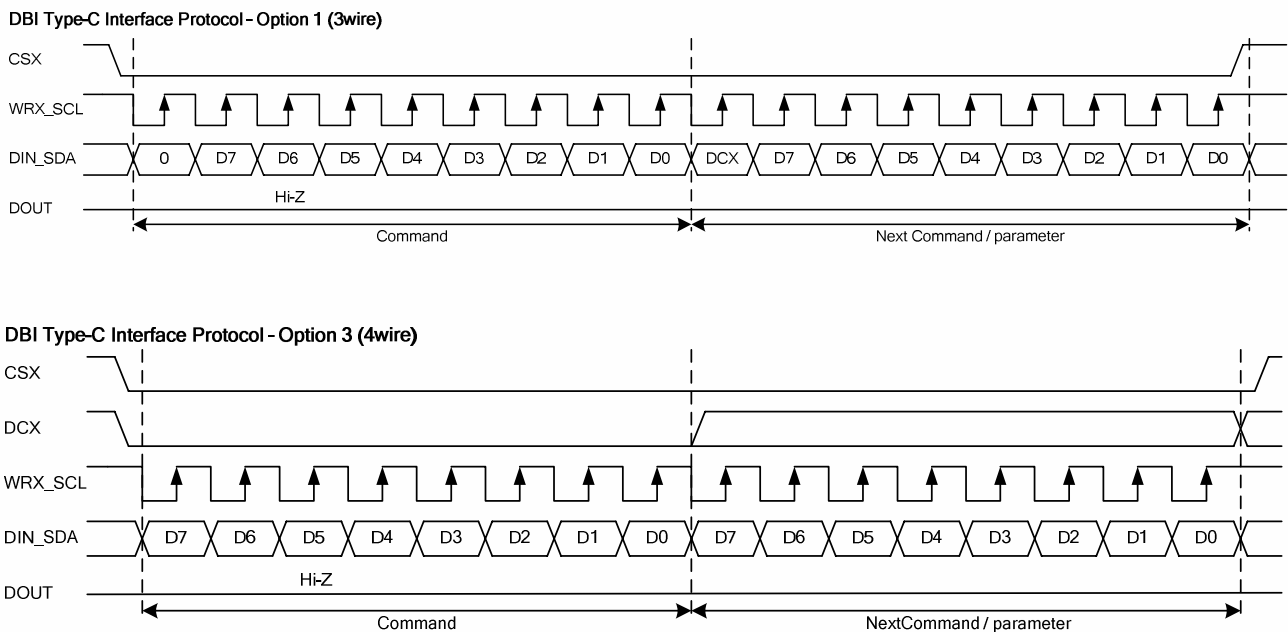 DBI Type-C Interface Protocol - Option 1 (3wire)
CSX
WRX_SCL
DIN_SDA 0 D7 D6 D5 D4 D3 D2 D1 D0 DCX D7 D6 D5 D4 D3 D2 D1 D0
Hi-Z
DOUT
Command Next Command / parameter
DBI Type-C Interface Protocol - Option 3 (4wire)
CSX
DCX
WRX_SCL
DIN_SDA D7 D6 D5 D4 D3 D2 D1 D0 D7 D6 D5 D4 D3 D2 D1 D0
Hi-Z
DOUT
Command NextCommand / parameter